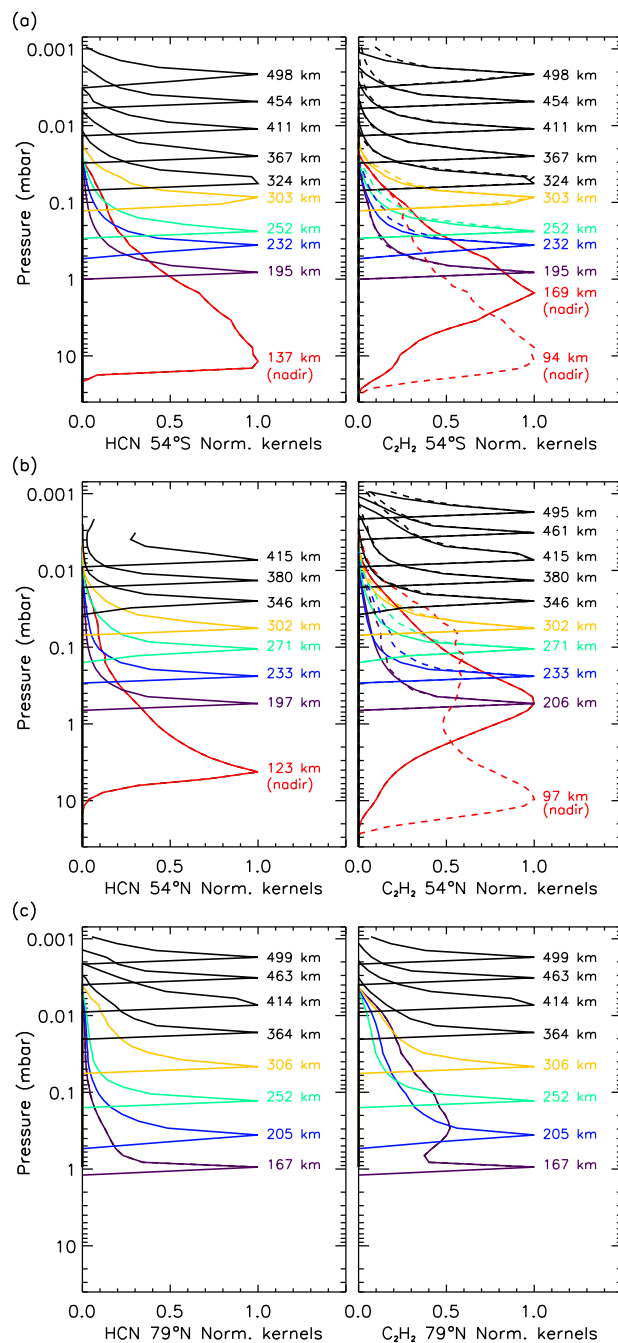 (a)
0.001
0.01
0.1
1
10
Pressure (mbar)
498 km
454 km
411 km
367 km
324 km
303 km
252 km
232 km
195 km
137 km
(nadir)
0.0 0.5 1.0
HCN 54°S Norm. kernels
498 km
454 km
411 km
367 km
324 km
303 km
252 km
232 km
195 km
169 km
(nadir)
94 km
(nadir)
0.0 0.5 1.0
C₂H₂ 54°S Norm. kernels
(b)
0.001
0.01
0.1
1
10
Pressure (mbar)
415 km
380 km
346 km
302 km
271 km
233 km
197 km
123 km
(nadir)
0.0 0.5 1.0
HCN 54°N Norm. kernels
495 km
461 km
415 km
380 km
346 km
302 km
271 km
233 km
206 km
97 km
(nadir)
0.0 0.5 1.0
C₂H₂ 54°N Norm. kernels
(c)
0.001
0.01
0.1
1
10
Pressure (mbar)
499 km
463 km
414 km
364 km
306 km
252 km
205 km
167 km
0.0 0.5 1.0
HCN 79°N Norm. kernels
499 km
463 km
414 km
364 km
306 km
252 km
205 km
167 km
0.0 0.5 1.0
C₂H₂ 79°N Norm. kernels